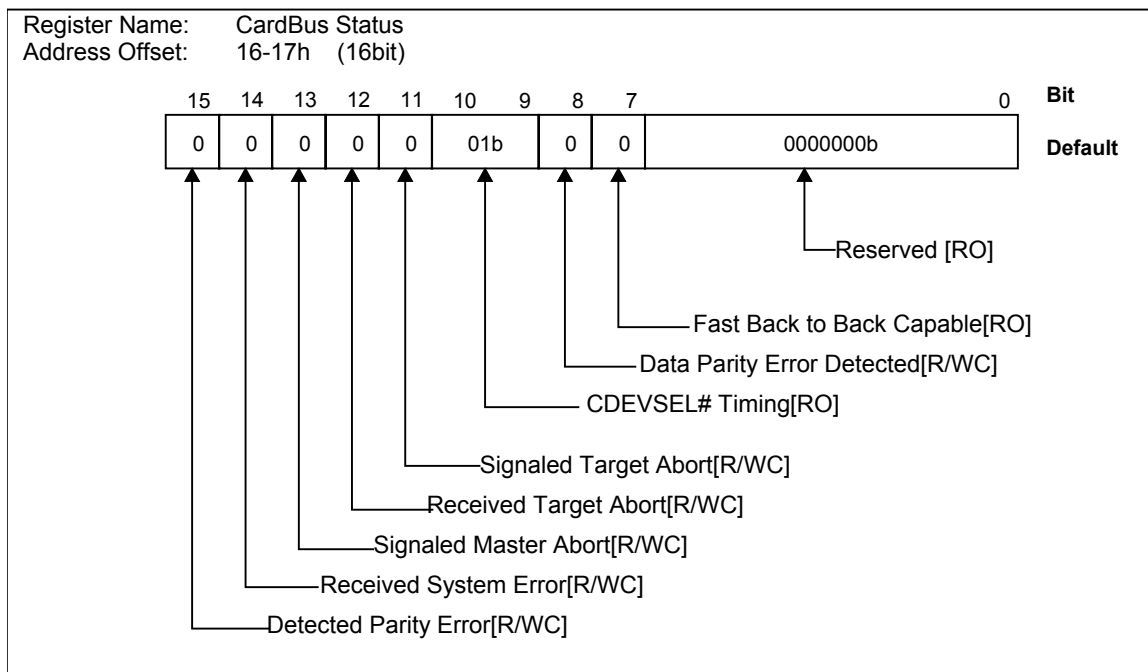 Register Name: CardBus Status
Address Offset: 16-17h (16bit)
15 14 13 12 11 10 9 8 7 0 Bit
0 0 0 0 0 01b 0 0 0000000b Default
Reserved [RO]
Fast Back to Back Capable[RO]
Data Parity Error Detected[R/WC]
CDEVSEL# Timing[RO]
Signaled Target Abort[R/WC]
Received Target Abort[R/WC]
Signaled Master Abort[R/WC]
Received System Error[R/WC]
Detected Parity Error[R/WC]